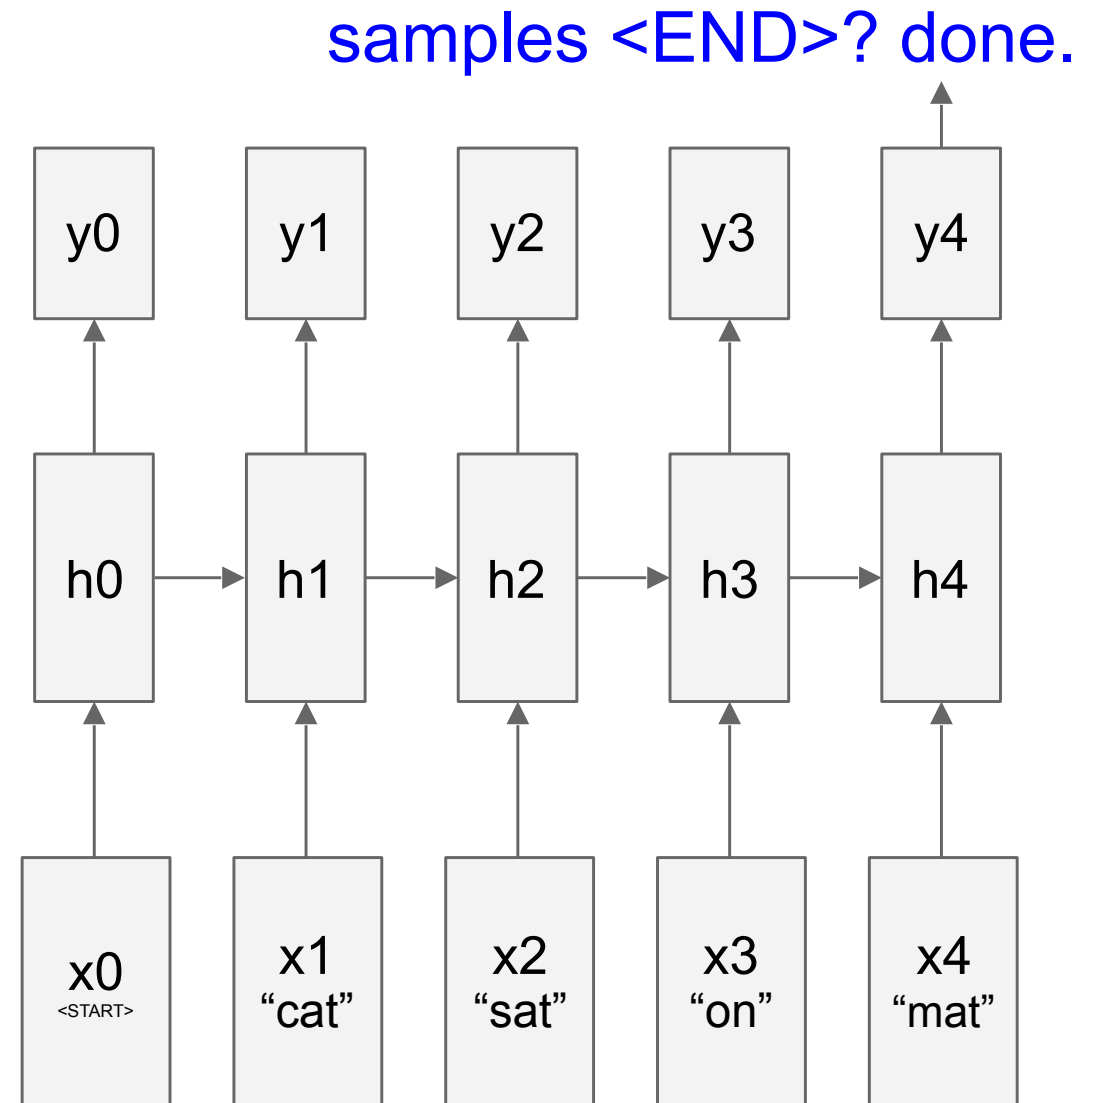 samples <END>? done.
y0 y1 y2 y3 y4
h0 h1 h2 h3 h4
x0 x1 x2 x3 x4
<START> “cat” “sat” “on” “mat”